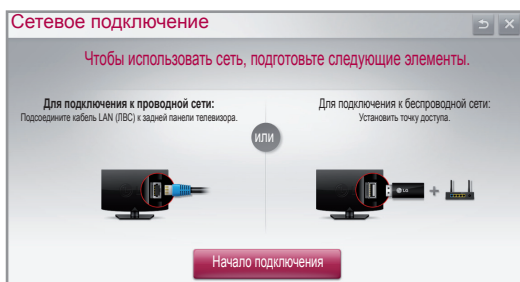 Сетевое подключение
Чтобы использовать сеть, подготовьте следующие элементы.
Для подключения к проводной сети:
Подсоедините кабель LAN (ЛВС) к задней панели телевизора.
ИЛИ
Для подключения к беспроводной сети:
Установить точку доступа.
LG
Начало подключения